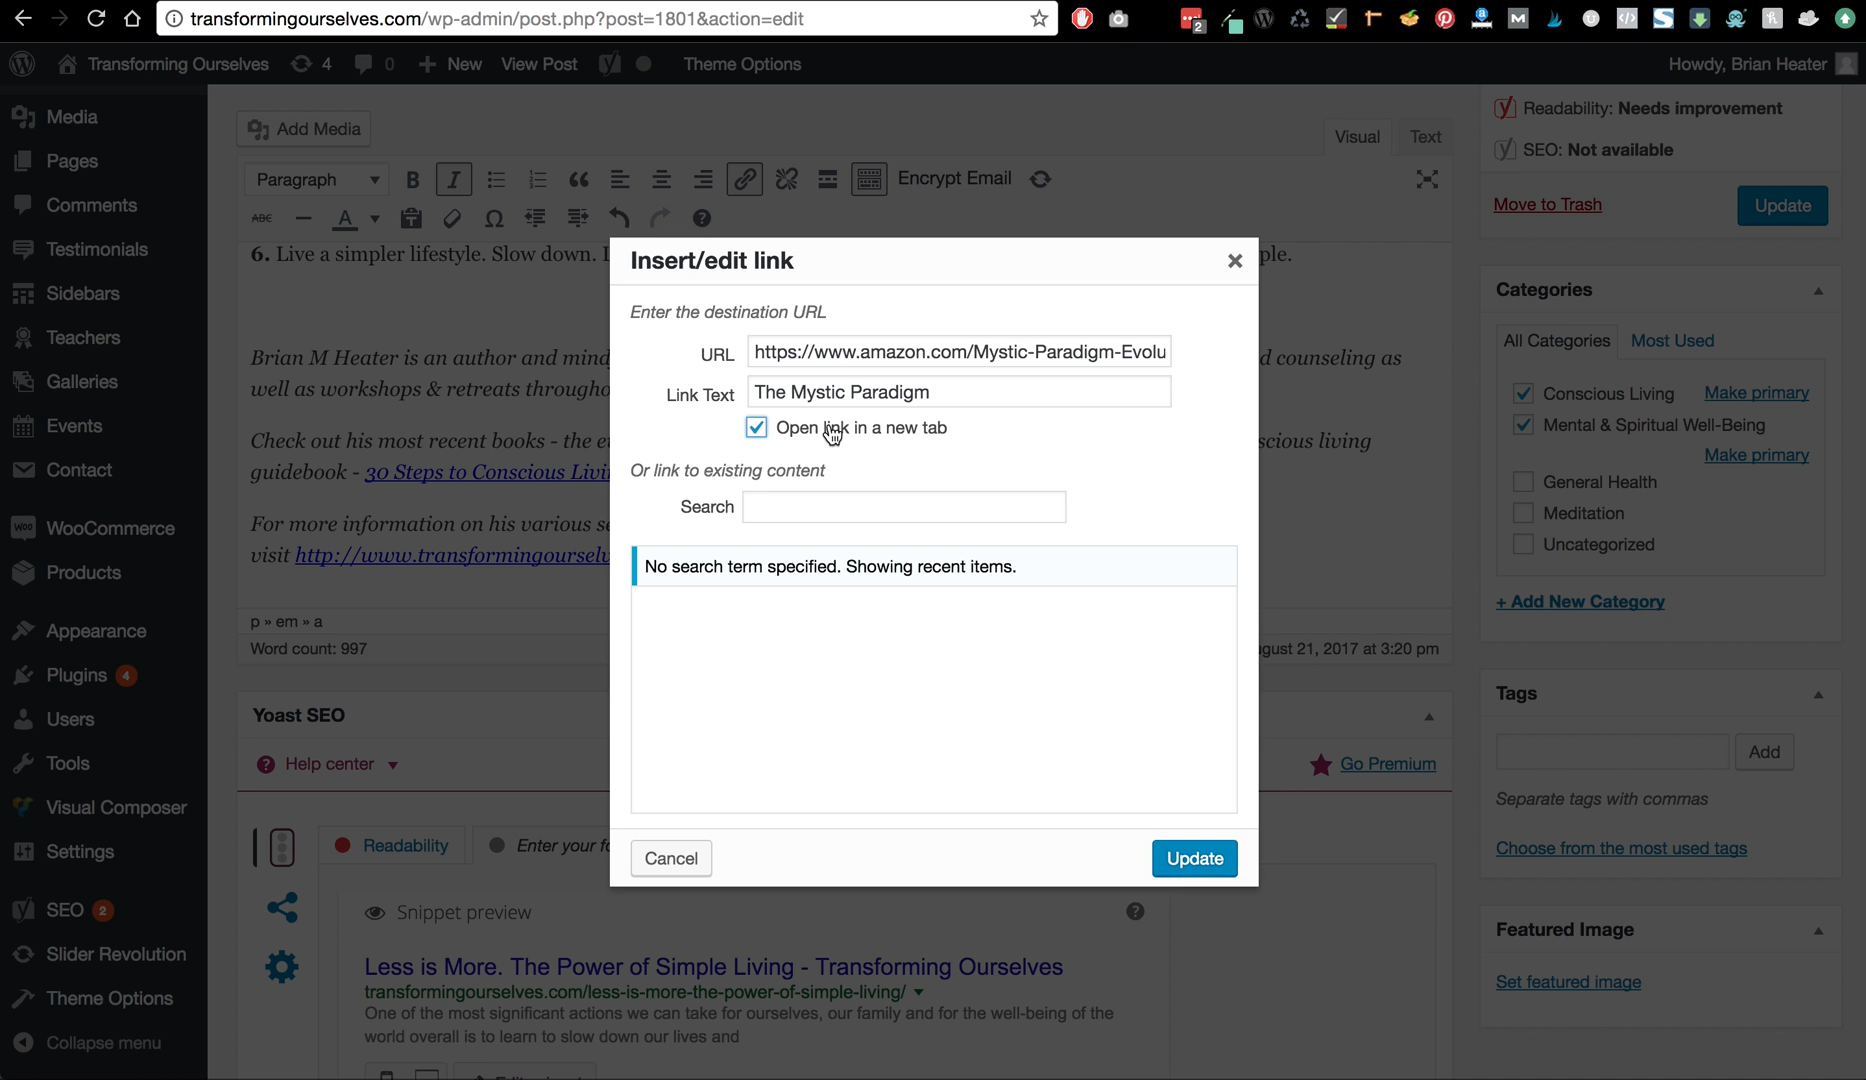 transformingourselves.com/wp-admin/post.php?post=1801&action=edit
2
Transforming Ourselves 4 0 New View Post Theme Options Howdy, Brian Heater
Media
Pages
Comments
Testimonials
Sidebars
Teachers
Galleries
Events
Contact
WooCommerce
Products
Appearance
Plugins 4
Users
Tools
Visual Composer
Settings
SEO 2
Slider Revolution
Theme Options
Collapse menu
Add Media
Visual Text
Paragraph B I Encrypt Email
ABC A
6. Live a simpler lifestyle. Slow down. ple.
Brian M Heater is an author and d counseling as
well as workshops & retreats
Check out his most recent books - the scious living
guidebook - 30 Steps to Conscious
For more information on his various
visit
p » em » a
Word count: 997
21, 2017 at 3:20 pm
Insert/edit link
Enter the destination URL
URL https://www.amazon.com/Mystic-Paradigm-Evolu
Link Text The Mystic Paradigm
Open link in a new tab
Or link to existing content
Search
No search term specified. Showing recent items.
Cancel Update
Yoast SEO
Help center
Go Premium
Readability Enter your
Snippet preview
Less is More. The Power of Simple Living - Transforming Ourselves
transformingourselves.com/less-is-more-the-power-of-simple-living/
One of the most significant actions we can take for ourselves, our family and for the well-being of the
world overall is to learn to slow down our lives and
Readability: Needs improvement
SEO: Not available
Move to Trash Update
Categories
All Categories Most Used
Conscious Living Make primary
Mental & Spiritual Well-Being
Make primary
General Health
Meditation
Uncategorized
+ Add New Category
Tags
Add
Separate tags with commas
Choose from the most used tags
Featured Image
Set featured image